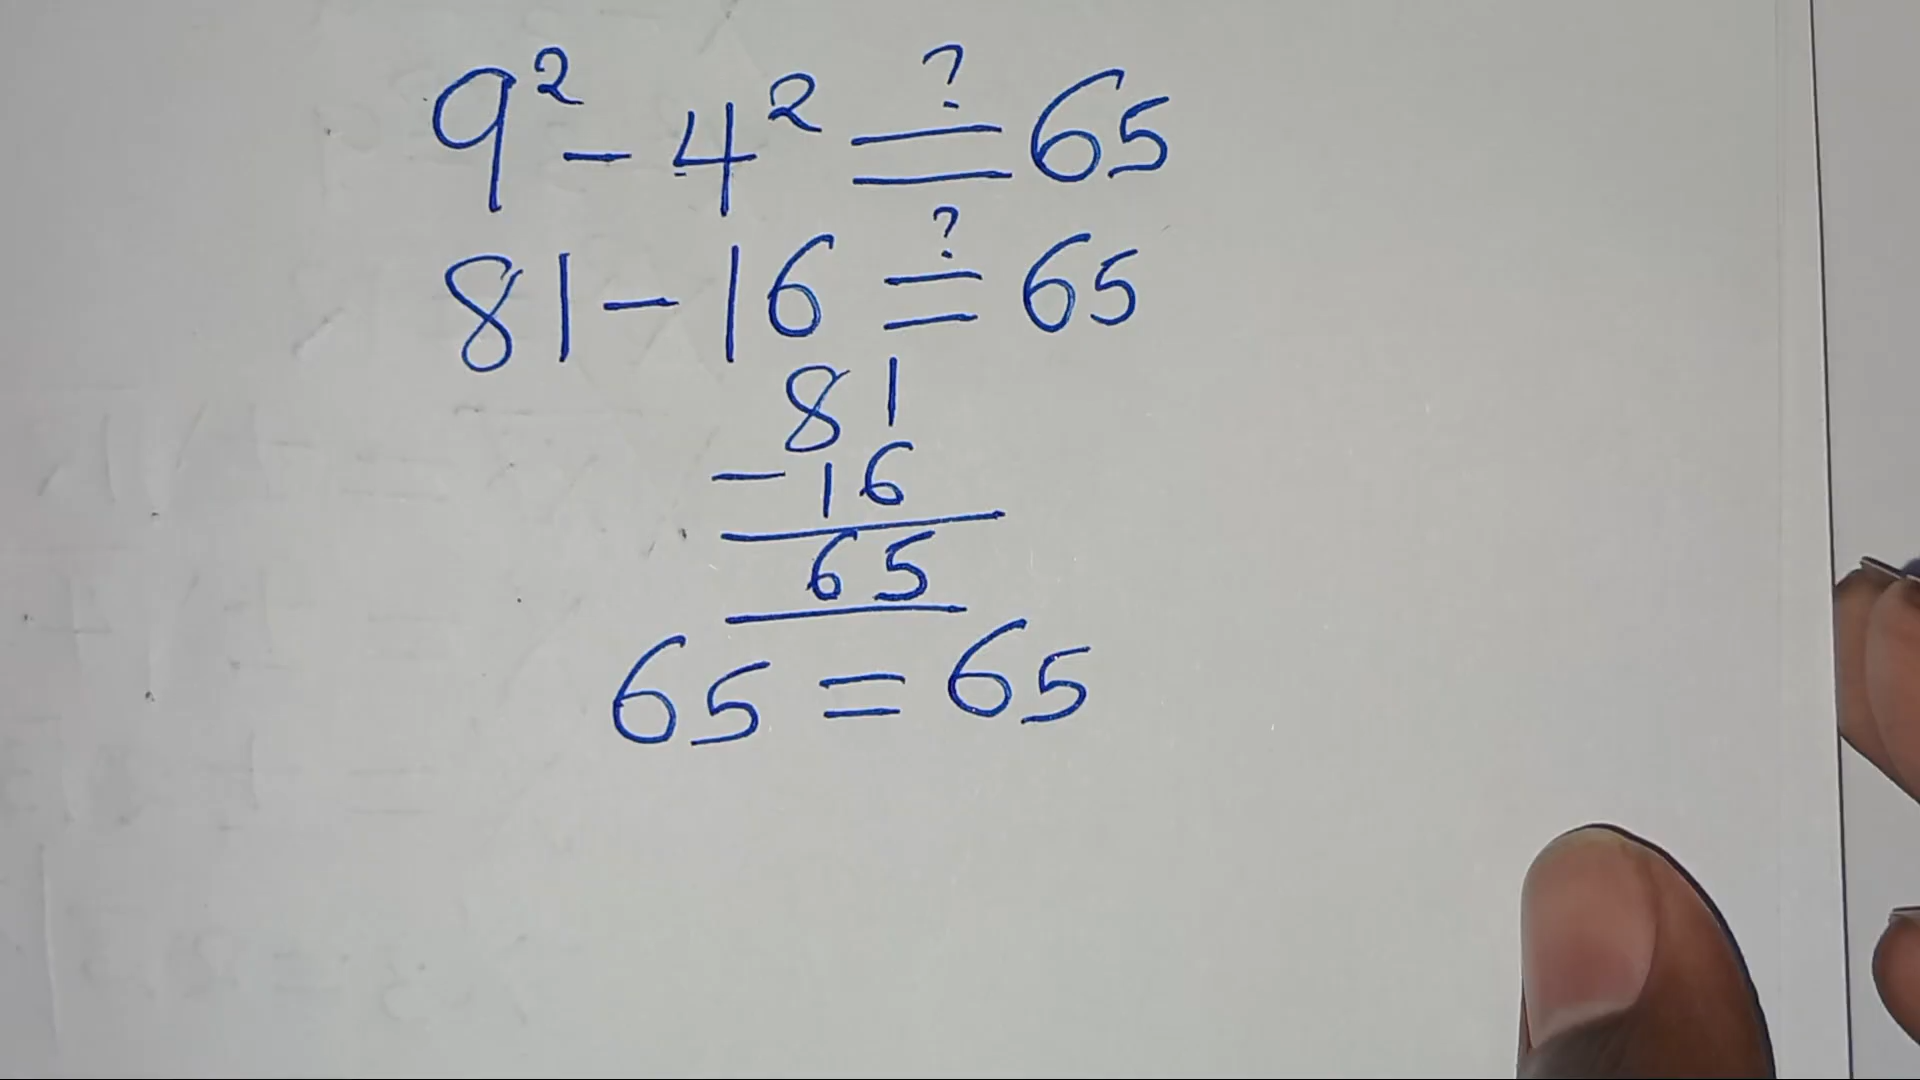 9² - 4² =? 65
81 - 16 =? 65
81
- 16
65
65 = 65